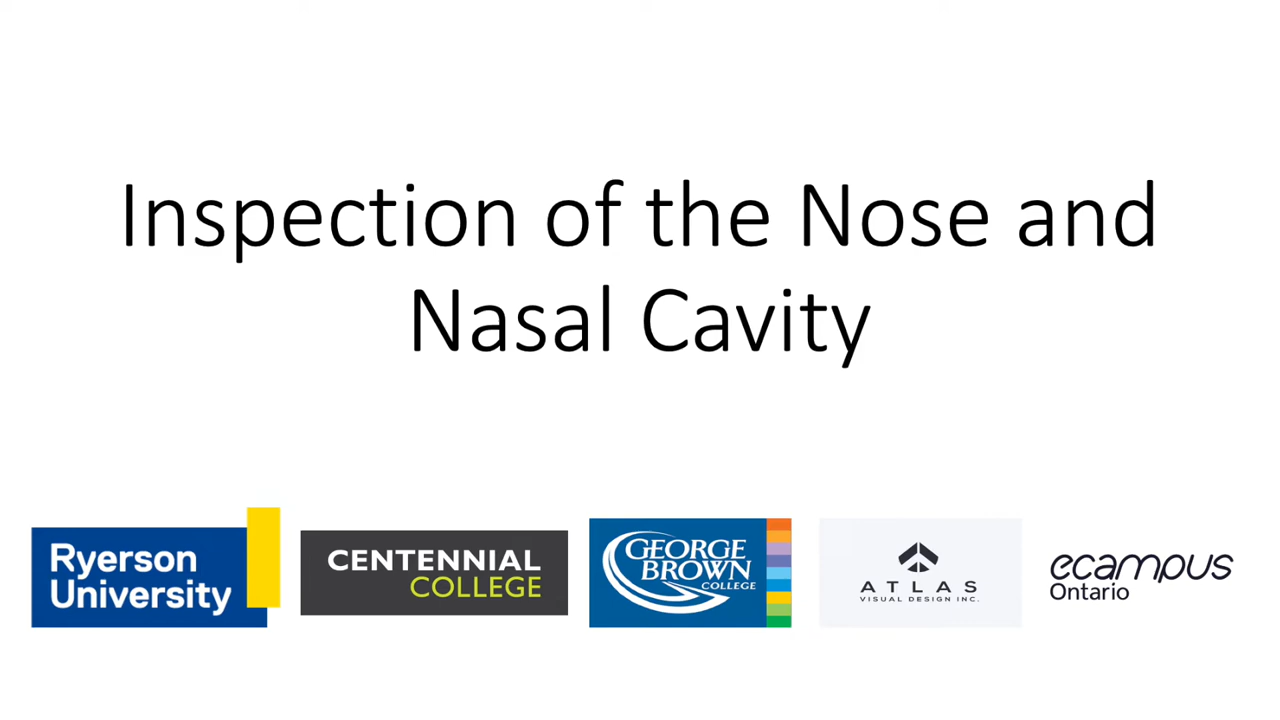 Inspection of the Nose and
Nasal Cavity
Ryerson
University
CENTENNIAL
COLLEGE
GEORGE
BROWN
COLLEGE
ATLAS
VISUAL DESIGN INC.
ecampus
Ontario